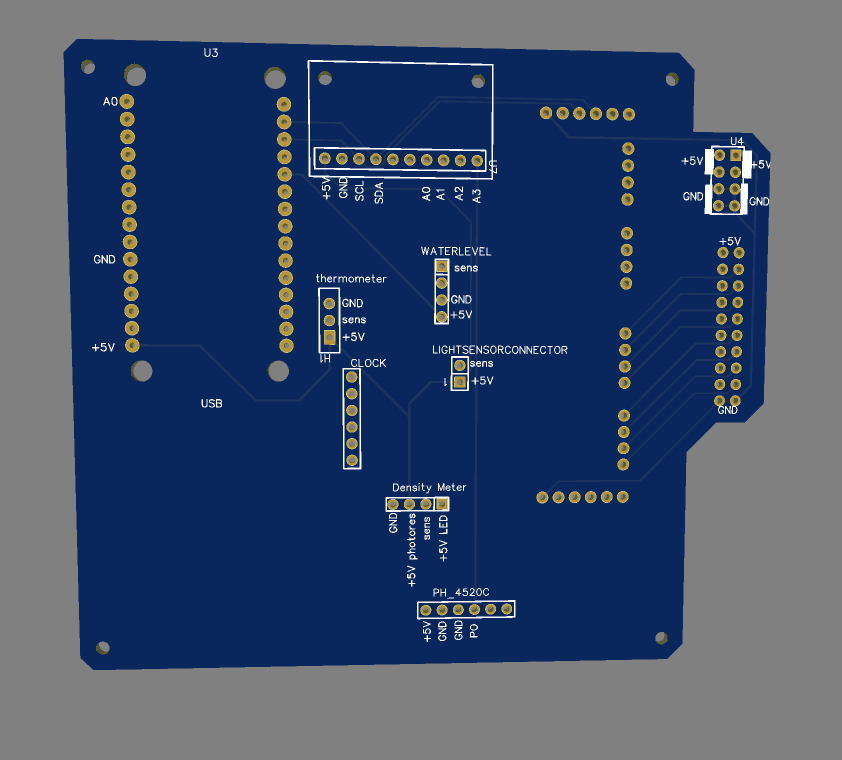 U3
A0
GND
+5V
USB
U7
+5V
GND
SCL
SDA
A0
A1
A2
A3
U4
+5V
+5V
GND
GND
+5V
GND
WATERLEVEL
sens
GND
+5V
thermometer
GND
sens
+5V
H1
LIGHTSENSORCONNECTOR
sens
1
+5V
CLOCK
Density Meter
GND
+5V photores
sens
+5V LED
PH_4520C
+5V
GND
GND
PO